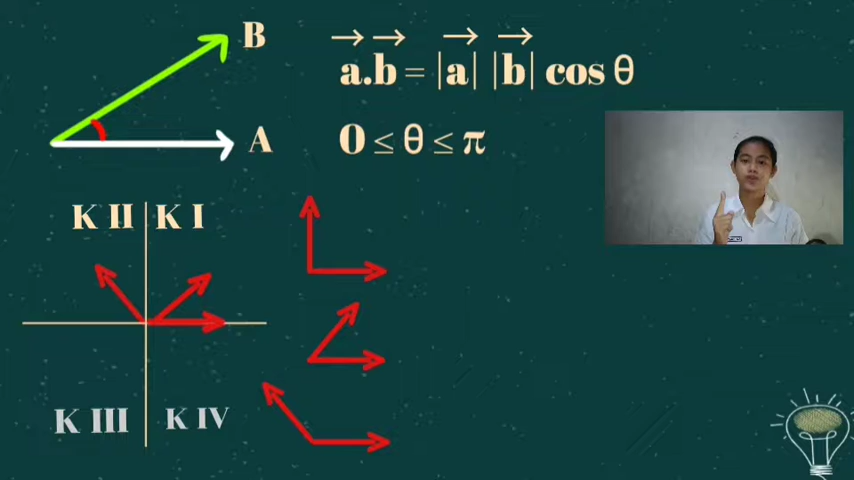 B
a.b = |a| |b| cos θ
A
0 ≤ θ ≤ π
K II K I
K III K IV